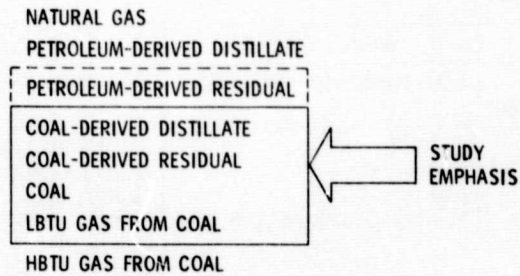 NATURAL GAS
PETROLEUM-DERIVED DISTILLATE
PETROLEUM-DERIVED RESIDUAL
COAL-DERIVED DISTILLATE
COAL-DERIVED RESIDUAL
COAL
LBTU GAS FROM COAL
HBTU GAS FROM COAL
STUDY
EMPHASIS